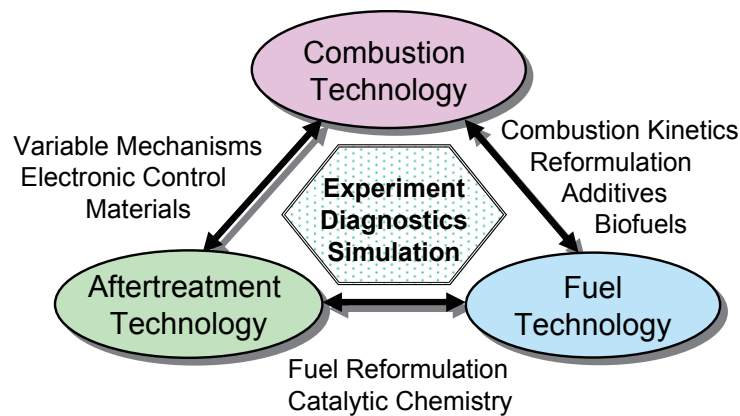 Combustion
Technology
Variable Mechanisms
Electronic Control
Materials
Combustion Kinetics
Reformulation
Additives
Biofuels
Experiment
Diagnostics
Simulation
Aftertreatment
Technology
Fuel
Technology
Fuel Reformulation
Catalytic Chemistry